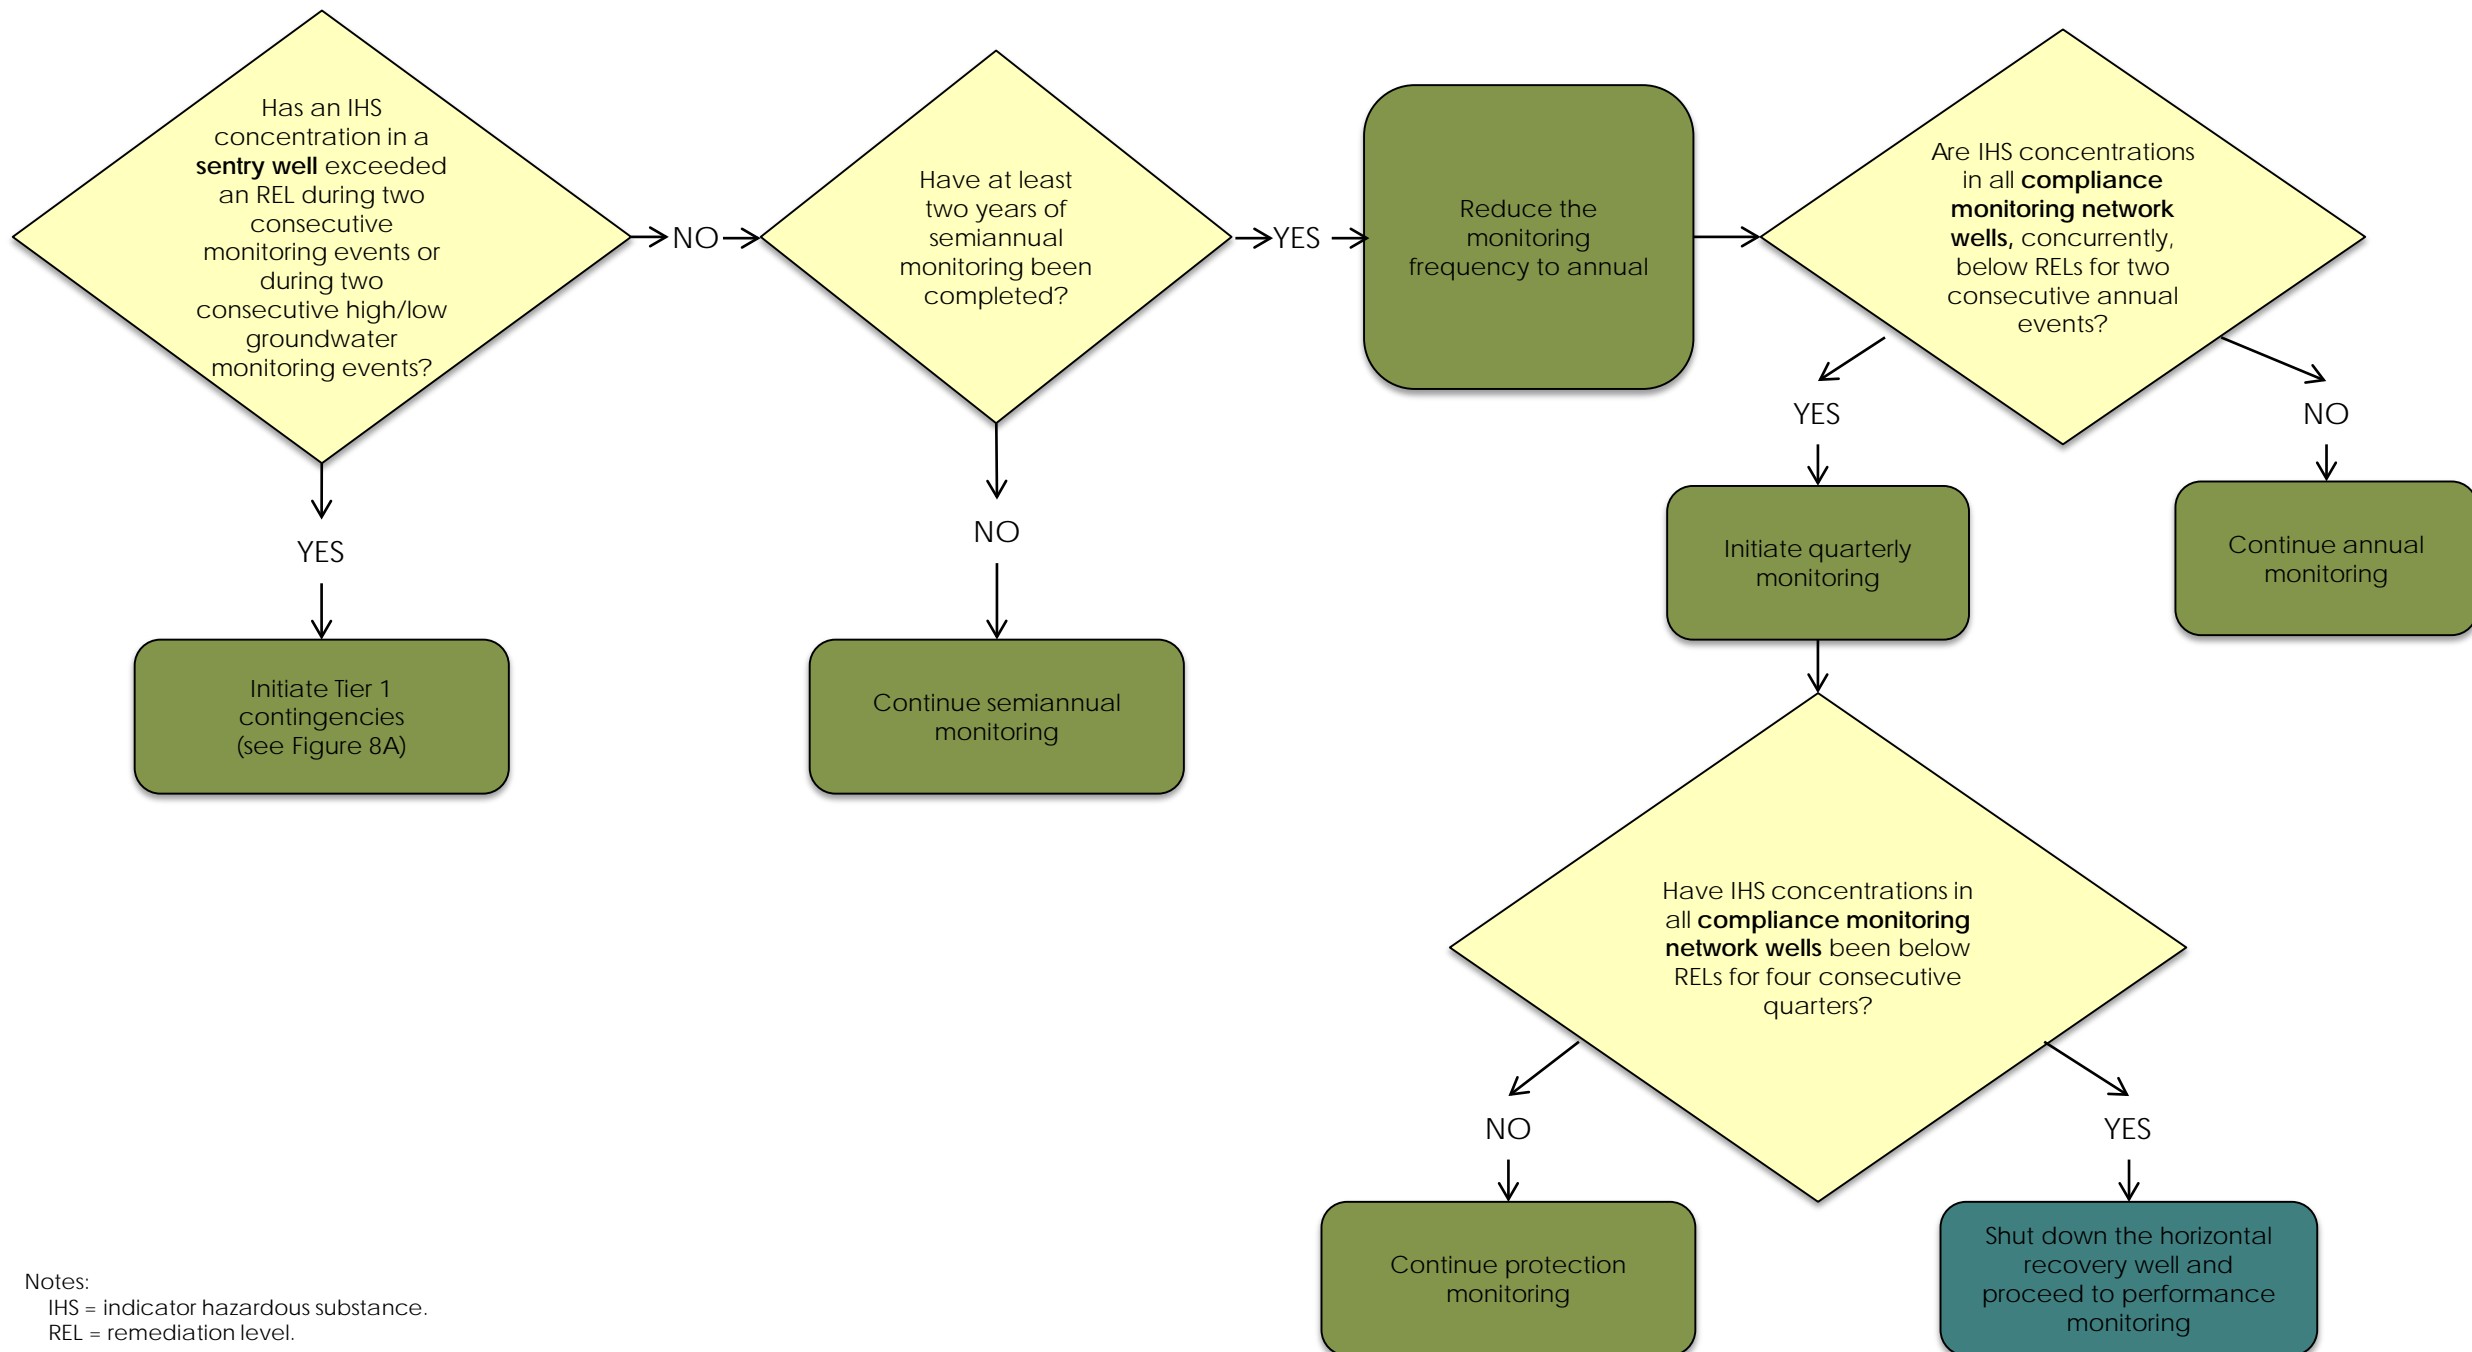 Has an IHS
concentration in a
sentry well exceeded
an REL during two
consecutive
monitoring events or
during two
consecutive high/low
groundwater
monitoring events?
NO
Have at least
two years of
semiannual
monitoring been
completed?
YES
Reduce the
monitoring
frequency to annual
Are IHS concentrations
in all compliance
monitoring network
wells, concurrently,
below RELs for two
consecutive annual
events?
YES
NO
YES
NO
Initiate quarterly
monitoring
Continue annual
monitoring
Initiate Tier 1
contingencies
(see Figure 8A)
Continue semiannual
monitoring
Have IHS concentrations in
all compliance monitoring
network wells been below
RELs for four consecutive
quarters?
NO
YES
Continue protection
monitoring
Shut down the horizontal
recovery well and
proceed to performance
monitoring
Notes:
IHS = indicator hazardous substance.
REL = remediation level.